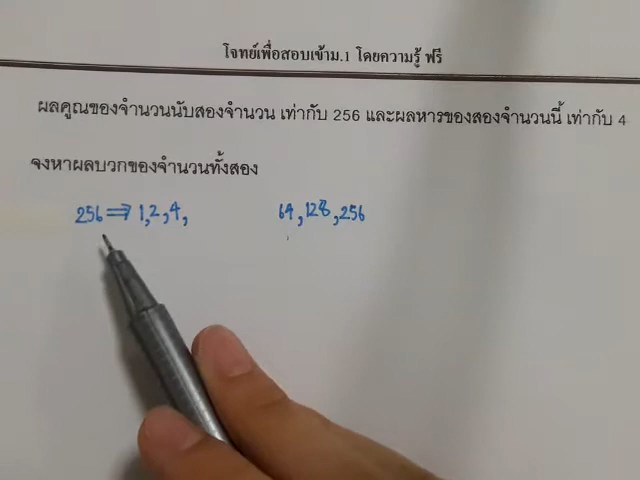 โจทย์เพื่อสอบเข้าม.1 โดยความรู้ ฟรี
ผลคูณของจำนวนนับสองจำนวน เท่ากับ 256 และผลหารของสองจำนวนนี้ เท่ากับ 4
จงหาผลบวกของจำนวนทั้งสอง
256 ⇒ 1,2,4, 64,128,256